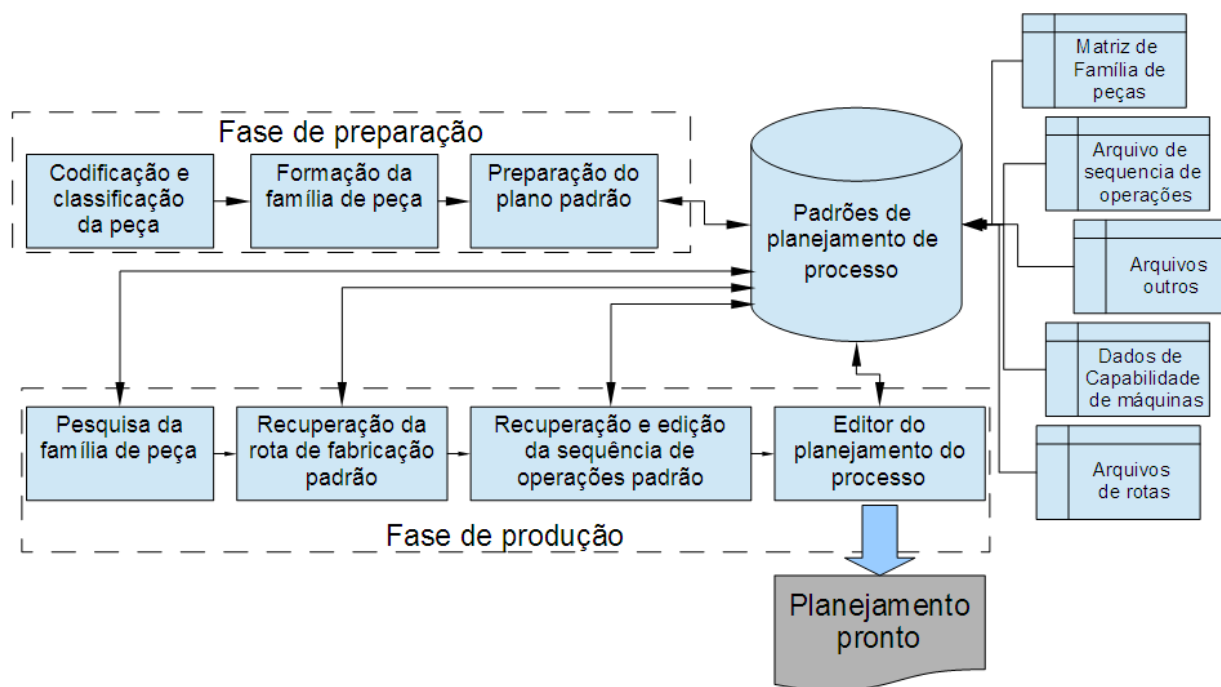 Fase de preparação
Codificação e
classificação
da peça
Formação da
família de peça
Preparação do
plano padrão
Padrões de
planejamento de
processo
Matriz de
Família de
peças
Arquivo de
sequencia de
operações
Arquivos
outros
Dados de
Capabilidade
de máquinas
Arquivos
de rotas
Pesquisa da
família de peça
Recuperação da
rota de fabricação
padrão
Recuperação e edição
da sequência de
operações padrão
Editor do
planejamento do
processo
Fase de produção
Planejamento
pronto